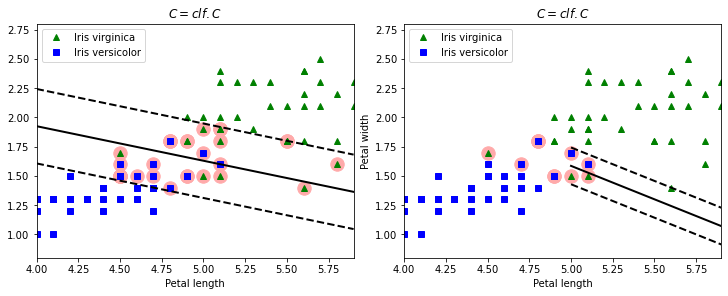 C = clf. C
Iris virginica
Iris versicolor
2.75
2.50
2.25
2.00
1.75
1.50
1.25
1.00
4.00 4.25 4.50 4.75 5.00 5.25 5.50 5.75
Petal length
C = clf. C
Iris virginica
Iris versicolor
Petal width
2.75
2.50
2.25
2.00
1.75
1.50
1.25
1.00
4.00 4.25 4.50 4.75 5.00 5.25 5.50 5.75
Petal length